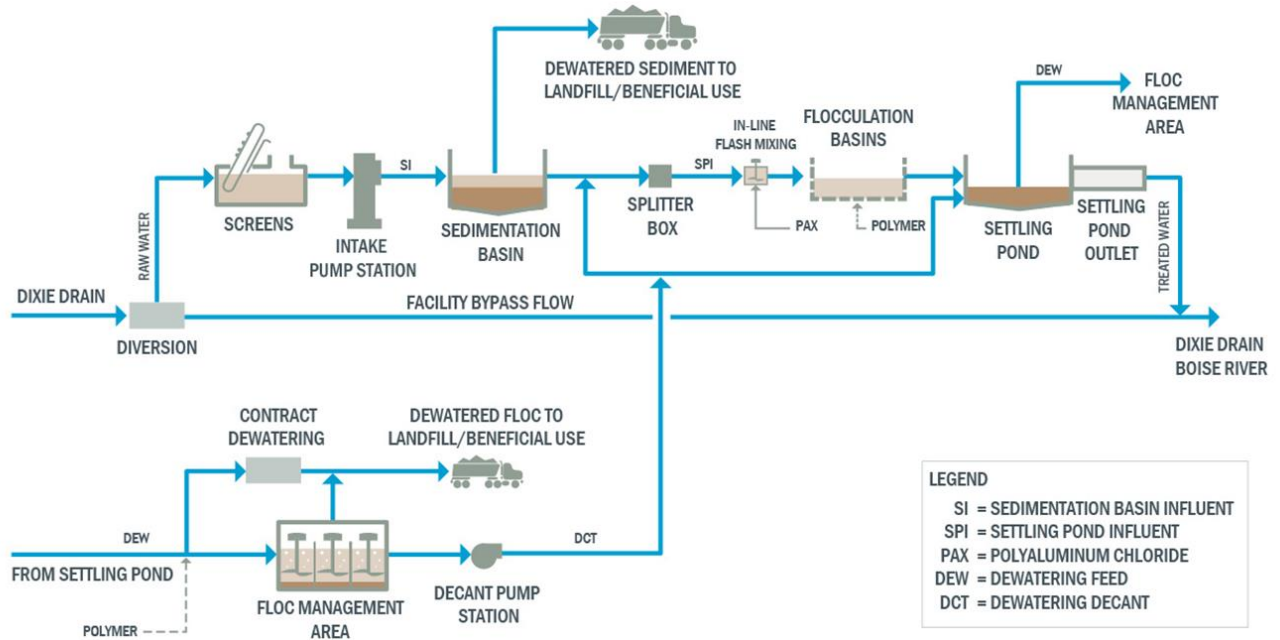 DEWATERED SEDIMENT TO
LANDFILL/BENEFICIAL USE
DEW
FLOC
MANAGEMENT
AREA
IN-LINE
FLASH MIXING
FLOCCULATION
BASINS
SI
SPI
SCREENS
INTAKE
PUMP STATION
SEDIMENTATION
BASIN
SPLITTER
BOX
PAX
POLYMER
SETTLING
POND
SETTLING
POND
OUTLET
RAW WATER
TREATED WATER
DIXIE DRAIN
FACILITY BYPASS FLOW
DIVERSION
DIXIE DRAIN
BOISE RIVER
CONTRACT
DEWATERING
DEWATERED FLOC TO
LANDFILL/BENEFICIAL USE
DEW
FROM SETTLING POND
POLYMER
FLOC MANAGEMENT
AREA
DECANT PUMP
STATION
DCT
LEGEND
SI = SEDIMENTATION BASIN INFLUENT
SPI = SETTLING POND INFLUENT
PAX = POLYALUMINUM CHLORIDE
DEW = DEWATERING FEED
DCT = DEWATERING DECANT